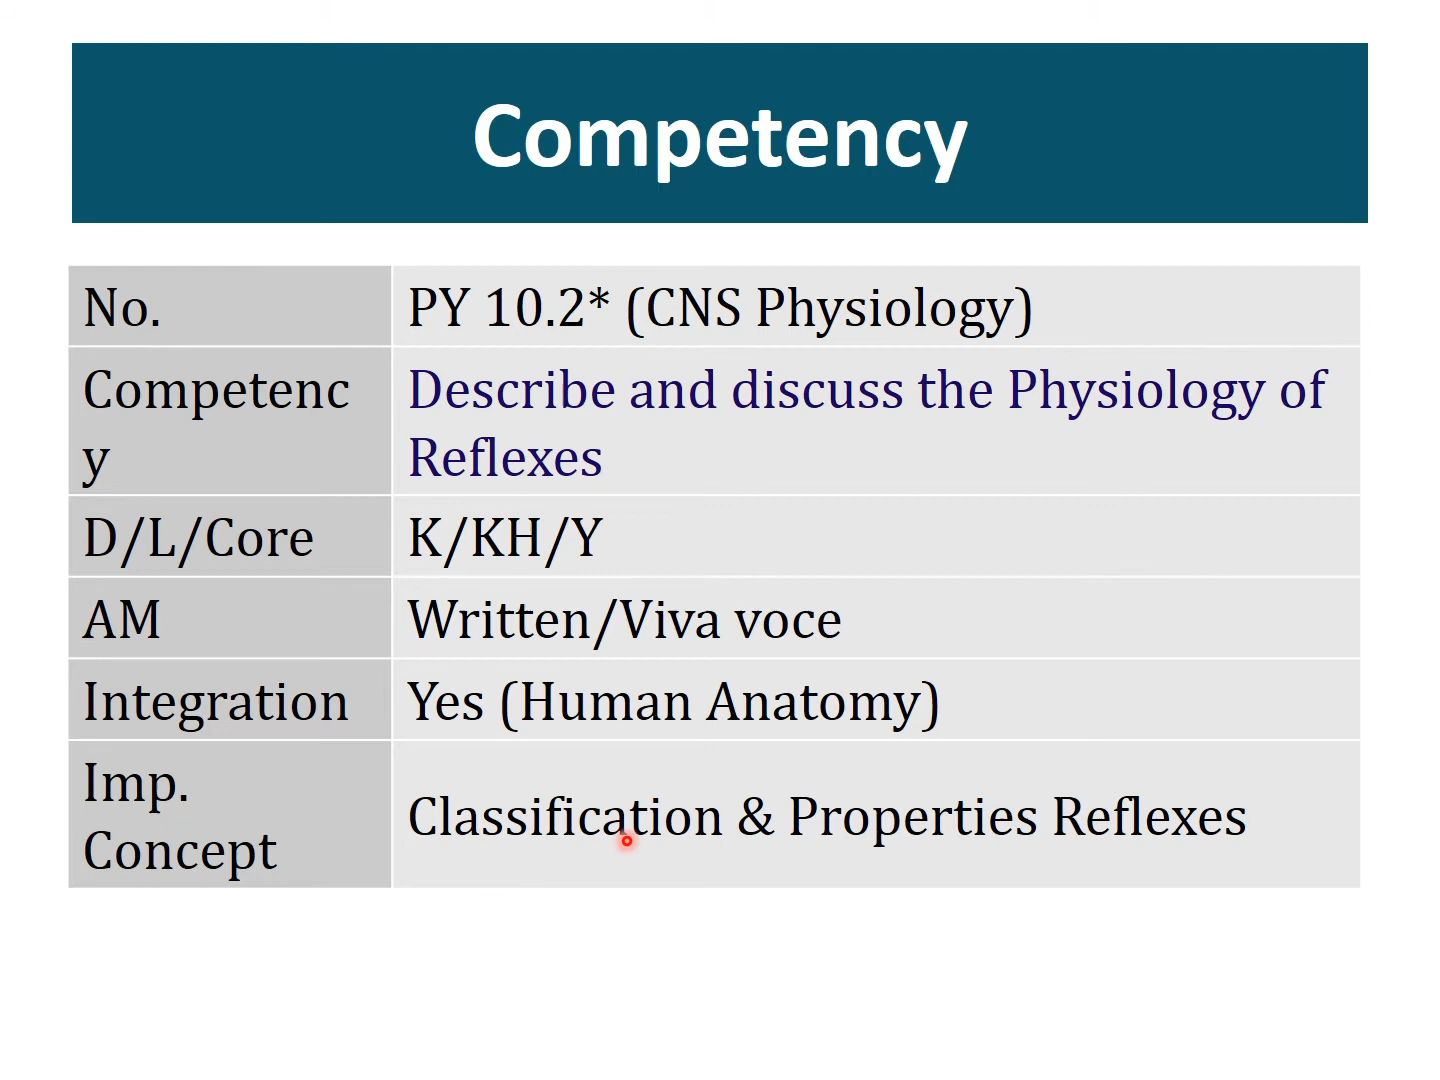 Competency
No. PY 10.2* (CNS Physiology)
Competenc
y
Describe and discuss the Physiology of
Reflexes
D/L/Core K/KH/Y
AM Written/Viva voce
Integration Yes (Human Anatomy)
Imp.
Concept
Classification & Properties Reflexes